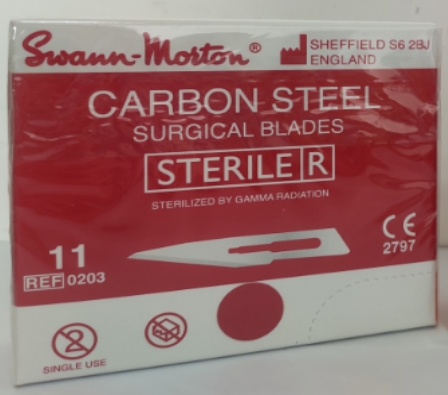 Swann-Morton®
SHEFFIELD S6 2BJ
ENGLAND
CARBON STEEL
SURGICAL BLADES
STERILE R
STERILIZED BY GAMMA RADIATION
11
REF 0203
CE
2797
2
SINGLE USE